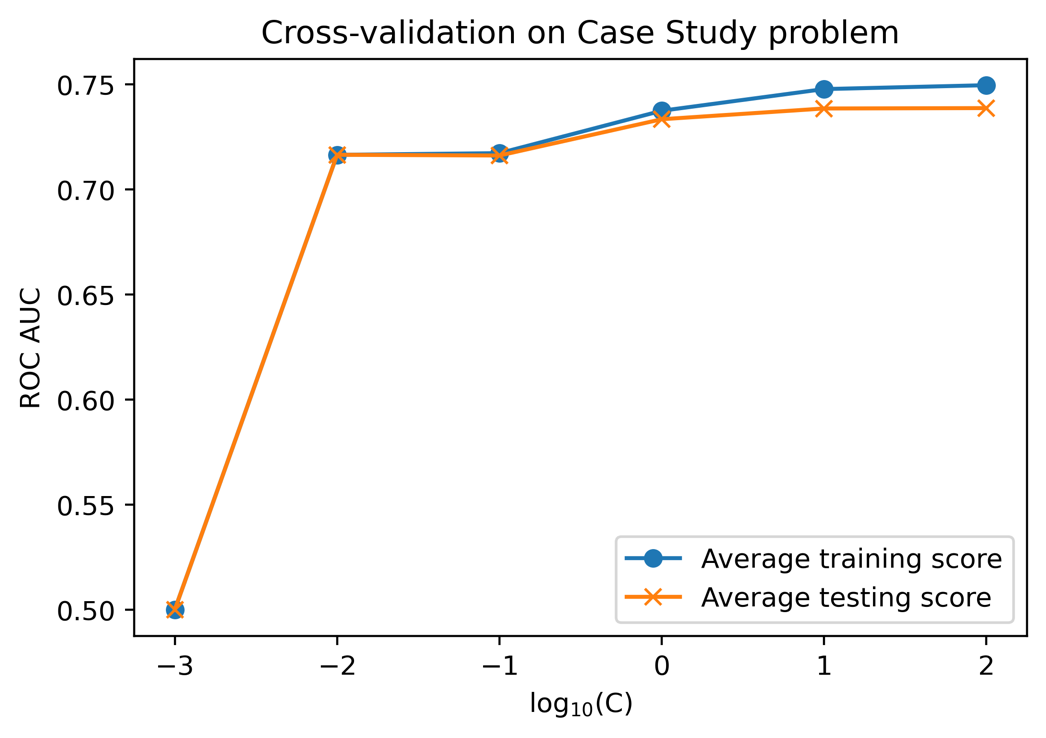 Cross-validation on Case Study problem
ROC AUC
0.75
0.70
0.65
0.60
0.55
0.50
Average training score
Average testing score
−3 −2 −1 0 1 2
log₁₀(C)